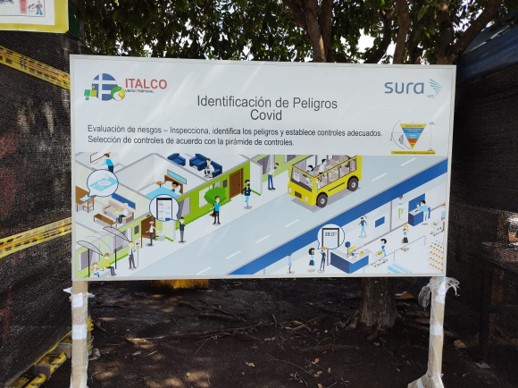 ITALCO
sura
Identificación de Peligros
Covid
Evaluación de riesgos – Inspecciona, identifica los peligros y establece controles adecuados.
Selección de controles de acuerdo con la pirámide de controles.